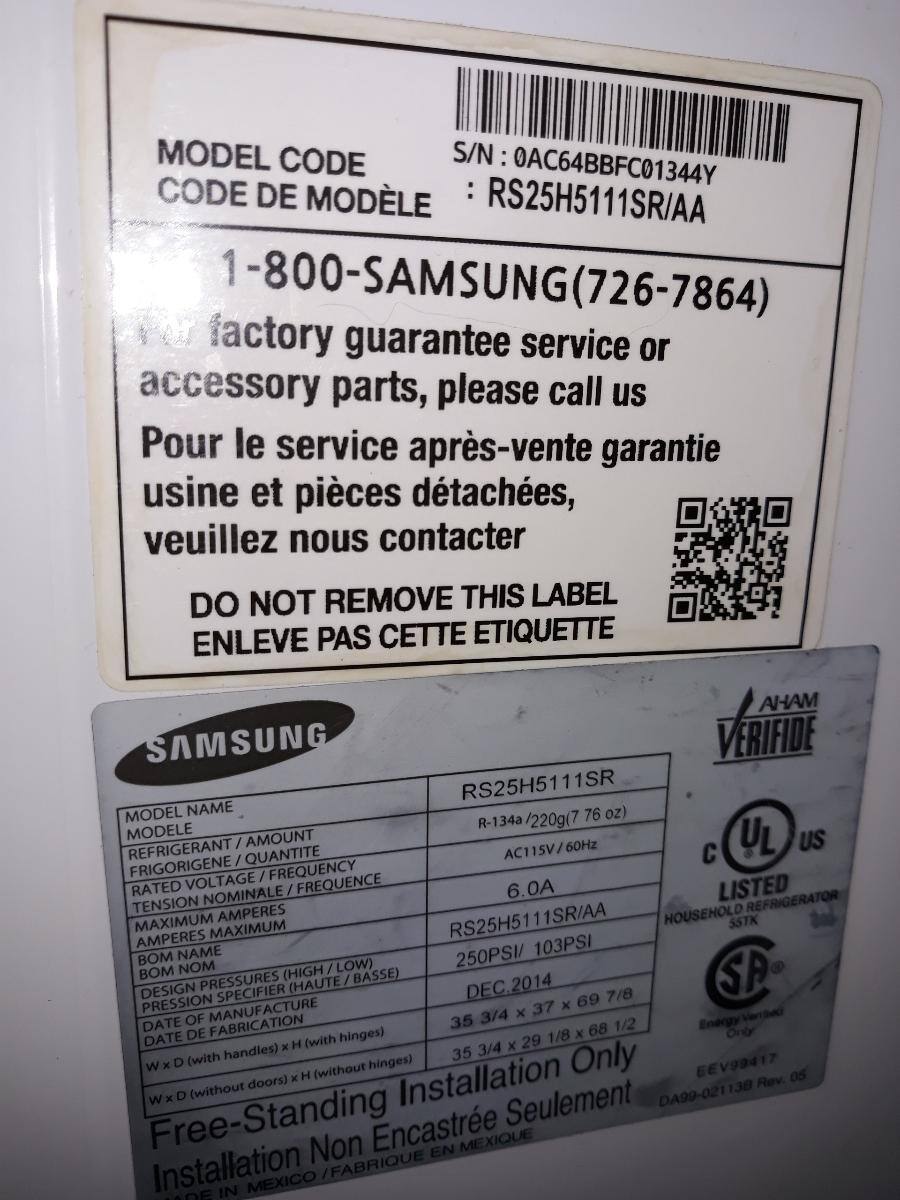 S/N : 0AC64BBFC01344Y
MODEL CODE
CODE DE MODÈLE : RS25H5111SR/AA
1-800-SAMSUNG(726-7864)
factory guarantee service or
accessory parts, please call us
Pour le service après-vente garantie
usine et pièces détachées,
veuillez nous contacter
DO NOT REMOVE THIS LABEL
ENLEVE PAS CETTE ETIQUETTE
SAMSUNG
AHAM
VERIFIDE
MODEL NAME
MODELE
RS25H5111SR
REFRIGERANT / AMOUNT
FRIGORIGENE / QUANTITE
R-134a /220g(7 76 oz)
RATED VOLTAGE / FREQUENCY
TENSION NOMINALE / FREQUENCE
AC115V / 60Hz
MAXIMUM AMPERES
AMPERES MAXIMUM
6.0A
BOM NAME
BOM NOM
RS25H5111SR/AA
DESIGN PRESSURES (HIGH / LOW)
PRESSION SPECIFIER (HAUTE / BASSE)
250PSI/ 103PSI
DATE OF MANUFACTURE
DATE DE FABRICATION
DEC.2014
W x D (with handles) x H (with hinges)
35 3/4 x 37 x 69 7/8
W x D (without doors) x H (without hinges)
35 3/4 x 29 1/8 x 68 1/2
C UL US
®
LISTED
HOUSEHOLD REFRIGERATOR
55TK
SA ®
Energy Verified
Only
EEV99417
DA99-02113B Rev. 05
Free-Standing Installation Only
Installation Non Encastrée Seulement
MADE IN MEXICO / FABRIQUE EN MEXIQUE